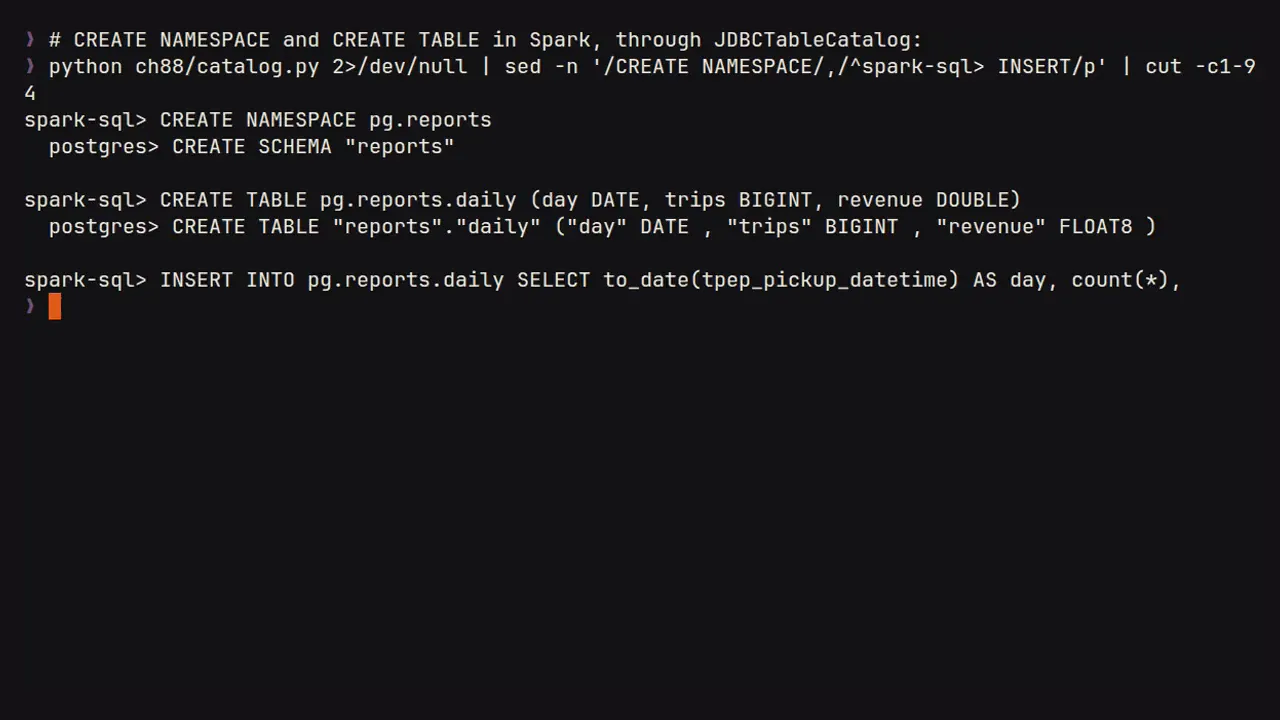 ❯ # CREATE NAMESPACE and CREATE TABLE in Spark, through JDBCTableCatalog:
❯ python ch88/catalog.py 2>/dev/null | sed -n '/CREATE NAMESPACE/,/^spark-sql> INSERT/p' | cut -c1-9
4
spark-sql> CREATE NAMESPACE pg.reports
  postgres> CREATE SCHEMA "reports"

spark-sql> CREATE TABLE pg.reports.daily (day DATE, trips BIGINT, revenue DOUBLE)
  postgres> CREATE TABLE "reports"."daily" ("day" DATE , "trips" BIGINT , "revenue" FLOAT8 )

spark-sql> INSERT INTO pg.reports.daily SELECT to_date(tpep_pickup_datetime) AS day, count(*),
❯